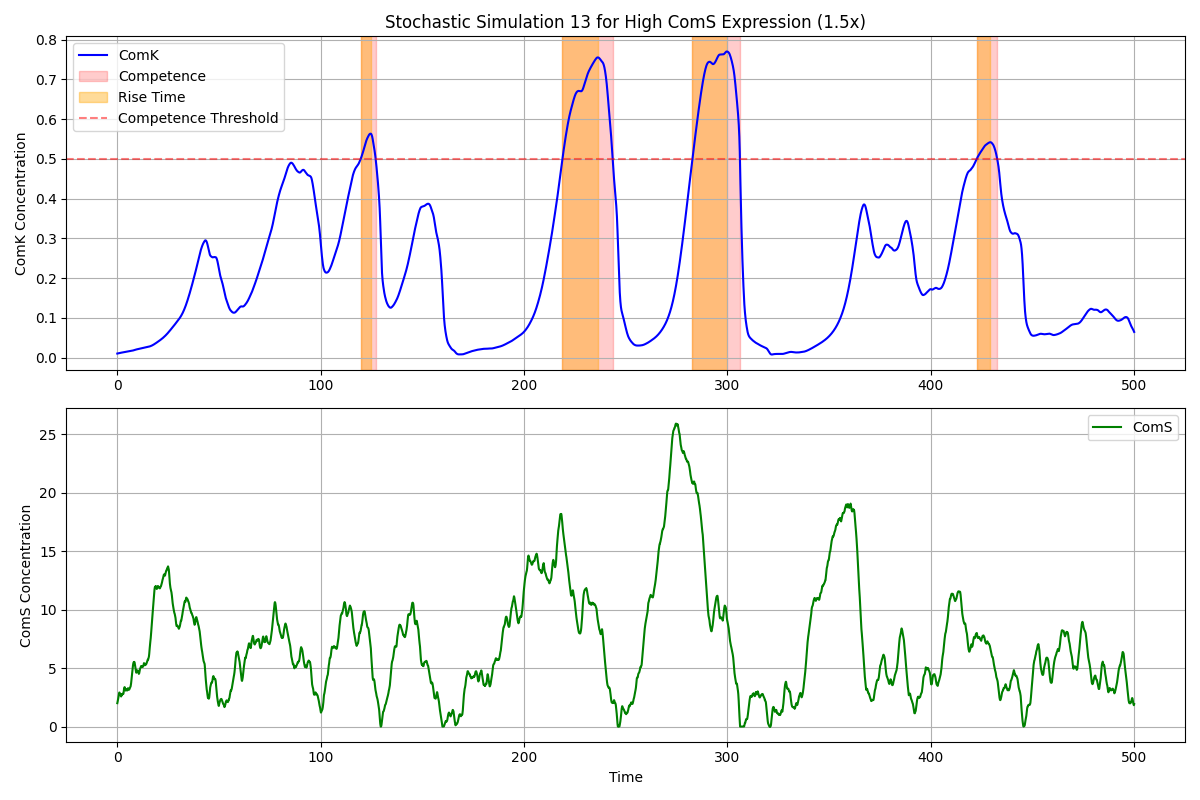 Stochastic Simulation 13 for High ComS Expression (1.5x)
ComK
Competence
Rise Time
Competence Threshold
ComK Concentration
0.8
0.7
0.6
0.5
0.4
0.3
0.2
0.1
0.0
0 100 200 300 400 500
ComS
ComS Concentration
25
20
15
10
5
0
0 100 200 300 400 500
Time